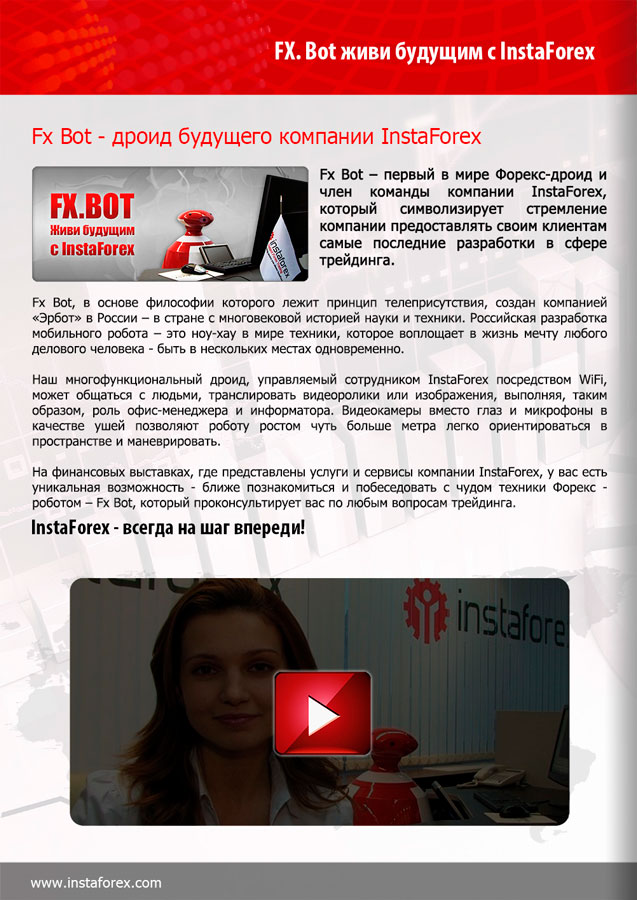 FX. Bot живи будущим с InstaForex
Fx Bot - дроид будущего компании InstaForex
FX.BOT
Живи будущим
с InstaForex
instaforex
Fx Bot – первый в мире Форекс-дроид и
член команды компании InstaForex,
который символизирует стремление
компании предоставлять своим клиентам
самые последние разработки в сфере
трейдинга.
Fx Bot, в основе философии которого лежит принцип телеприсутствия, создан компанией
«Эрбот» в России – в стране с многовековой историей науки и техники. Российская разработка
мобильного робота – это ноу-хау в мире техники, которое воплощает в жизнь мечту любого
делового человека - быть в нескольких местах одновременно.
Наш многофункциональный дроид, управляемый сотрудником InstaForex посредством WiFi,
может общаться с людьми, транслировать видеоролики или изображения, выполняя, таким
образом, роль офис-менеджера и информатора. Видеокамеры вместо глаз и микрофоны в
качестве ушей позволяют роботу ростом чуть больше метра легко ориентироваться в
пространстве и маневрировать.
На финансовых выставках, где представлены услуги и сервисы компании InstaForex, у вас есть
уникальная возможность - ближе познакомиться и побеседовать с чудом техники Форекс -
роботом – Fx Bot, который проконсультирует вас по любым вопросам трейдинга.
InstaForex - всегда на шаг впереди!
instaforex
www.instaforex.com